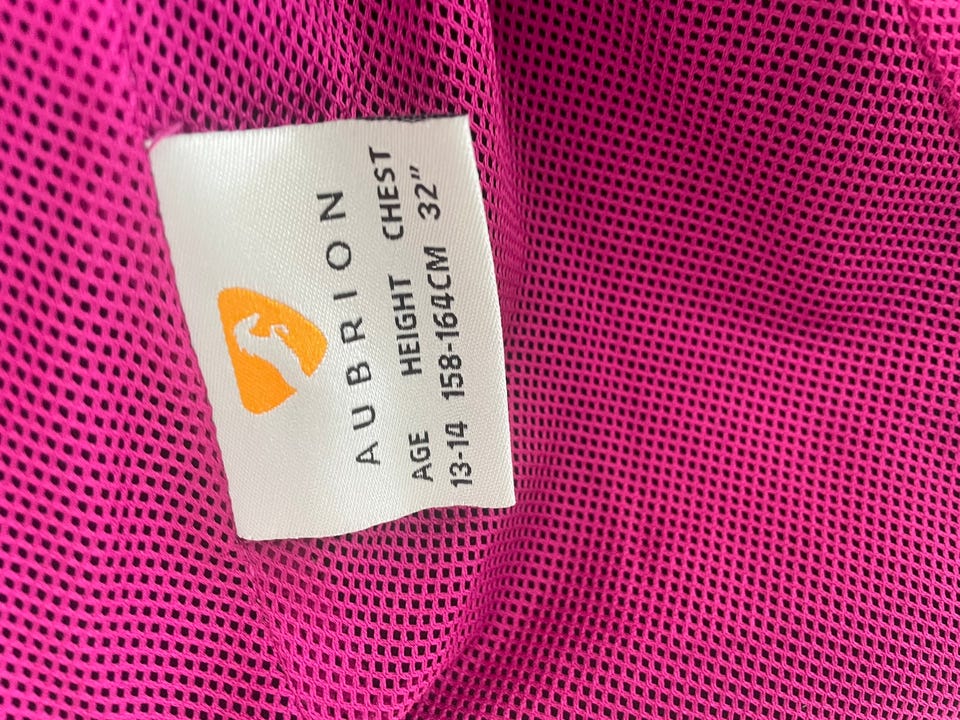 AUBRION
AGE HEIGHT CHEST
13-14 158-164CM 32”